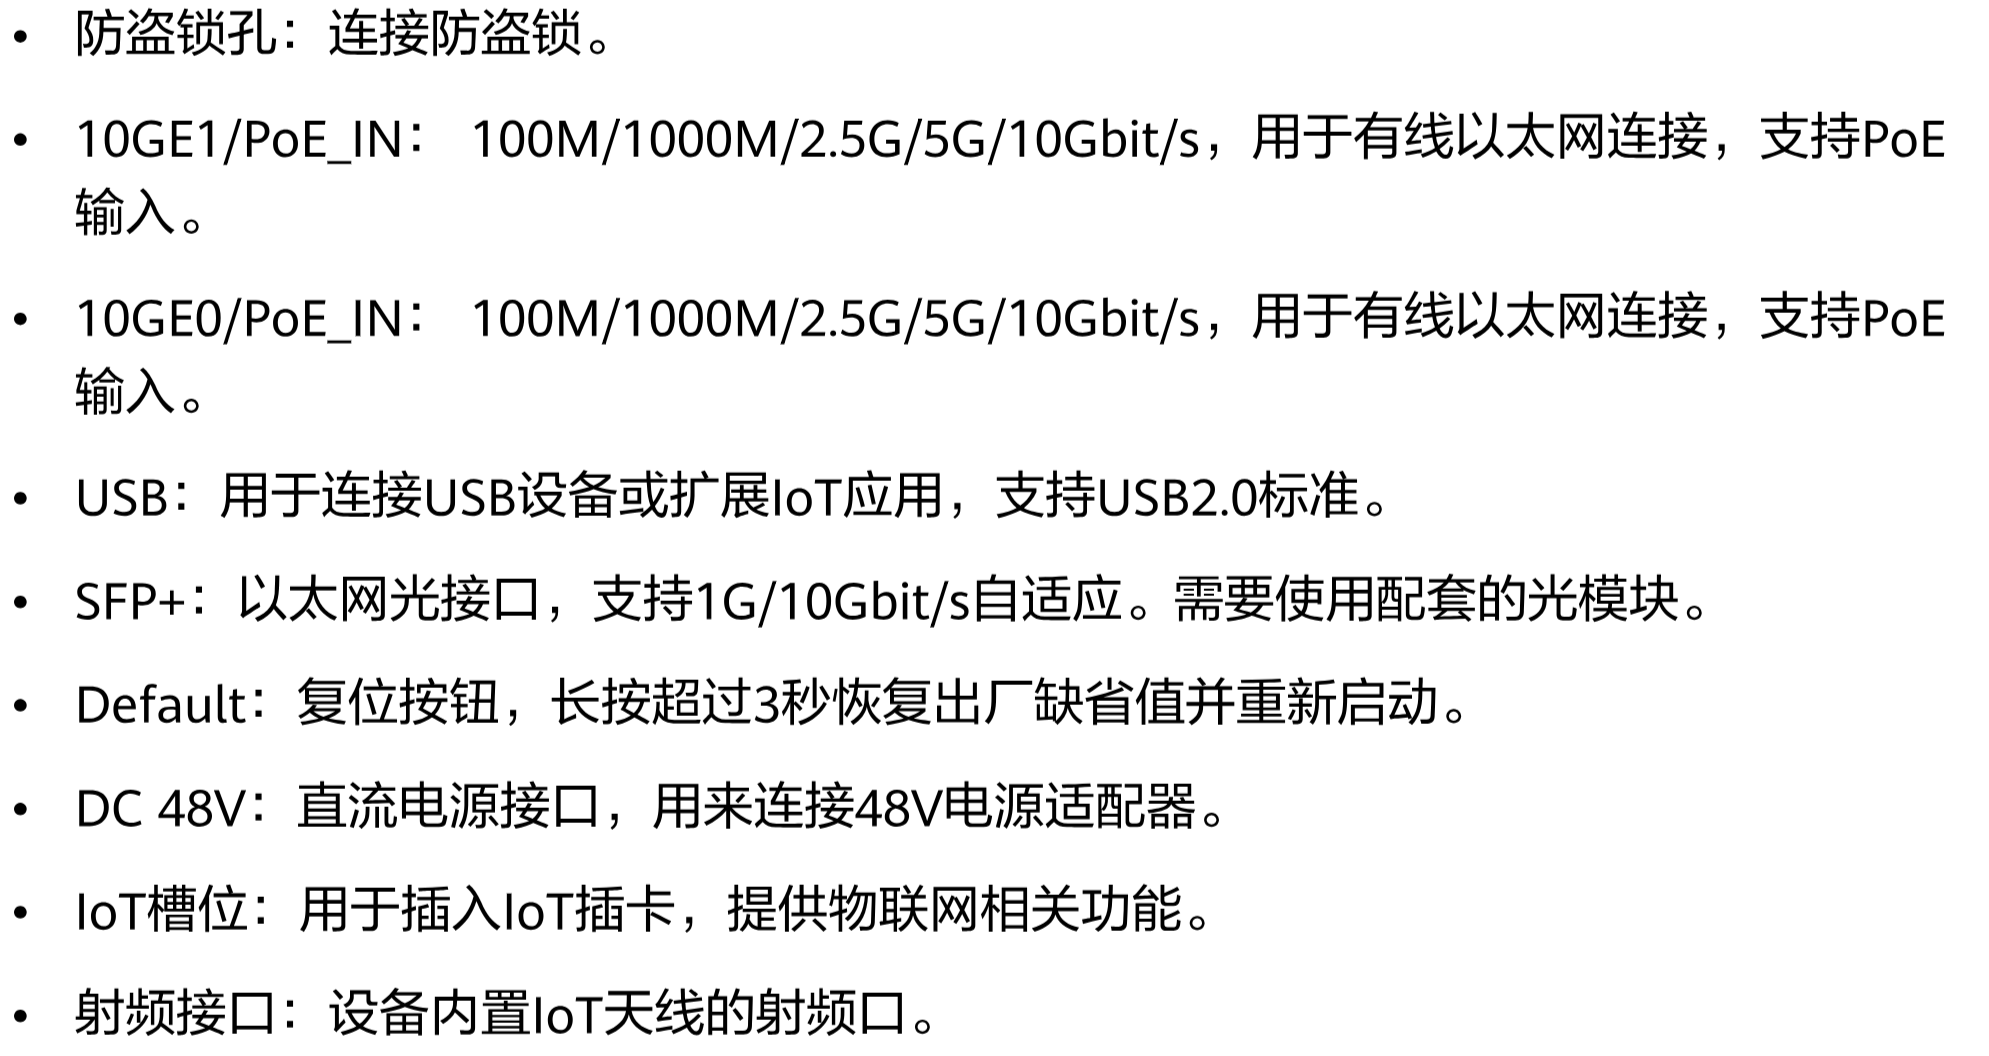 • 防盗锁孔：连接防盗锁。
• 10GE1/PoE_IN： 100M/1000M/2.5G/5G/10Gbit/s，用于有线以太网连接，支持PoE
输入。
• 10GE0/PoE_IN： 100M/1000M/2.5G/5G/10Gbit/s，用于有线以太网连接，支持PoE
输入。
• USB：用于连接USB设备或扩展IoT应用，支持USB2.0标准。
• SFP+：以太网光接口，支持1G/10Gbit/s自适应。需要使用配套的光模块。
• Default：复位按钮，长按超过3秒恢复出厂缺省值并重新启动。
• DC 48V：直流电源接口，用来连接48V电源适配器。
• IoT槽位：用于插入IoT插卡，提供物联网相关功能。
• 射频接口：设备内置IoT天线的射频口。